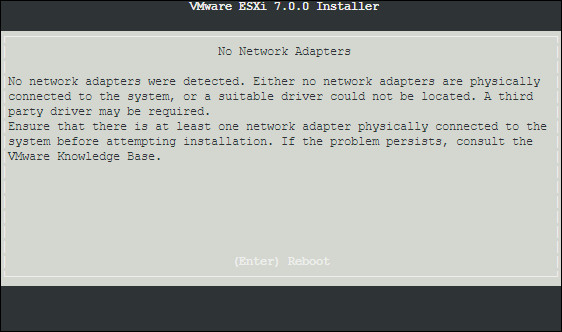 VMware ESXi 7.0.0 Installer
No Network Adapters
No network adapters were detected. Either no network adapters are physically
connected to the system, or a suitable driver could not be located. A third
party driver may be required.
Ensure that there is at least one network adapter physically connected to the
system before attempting installation. If the problem persists, consult the
VMware Knowledge Base.
(Enter) Reboot